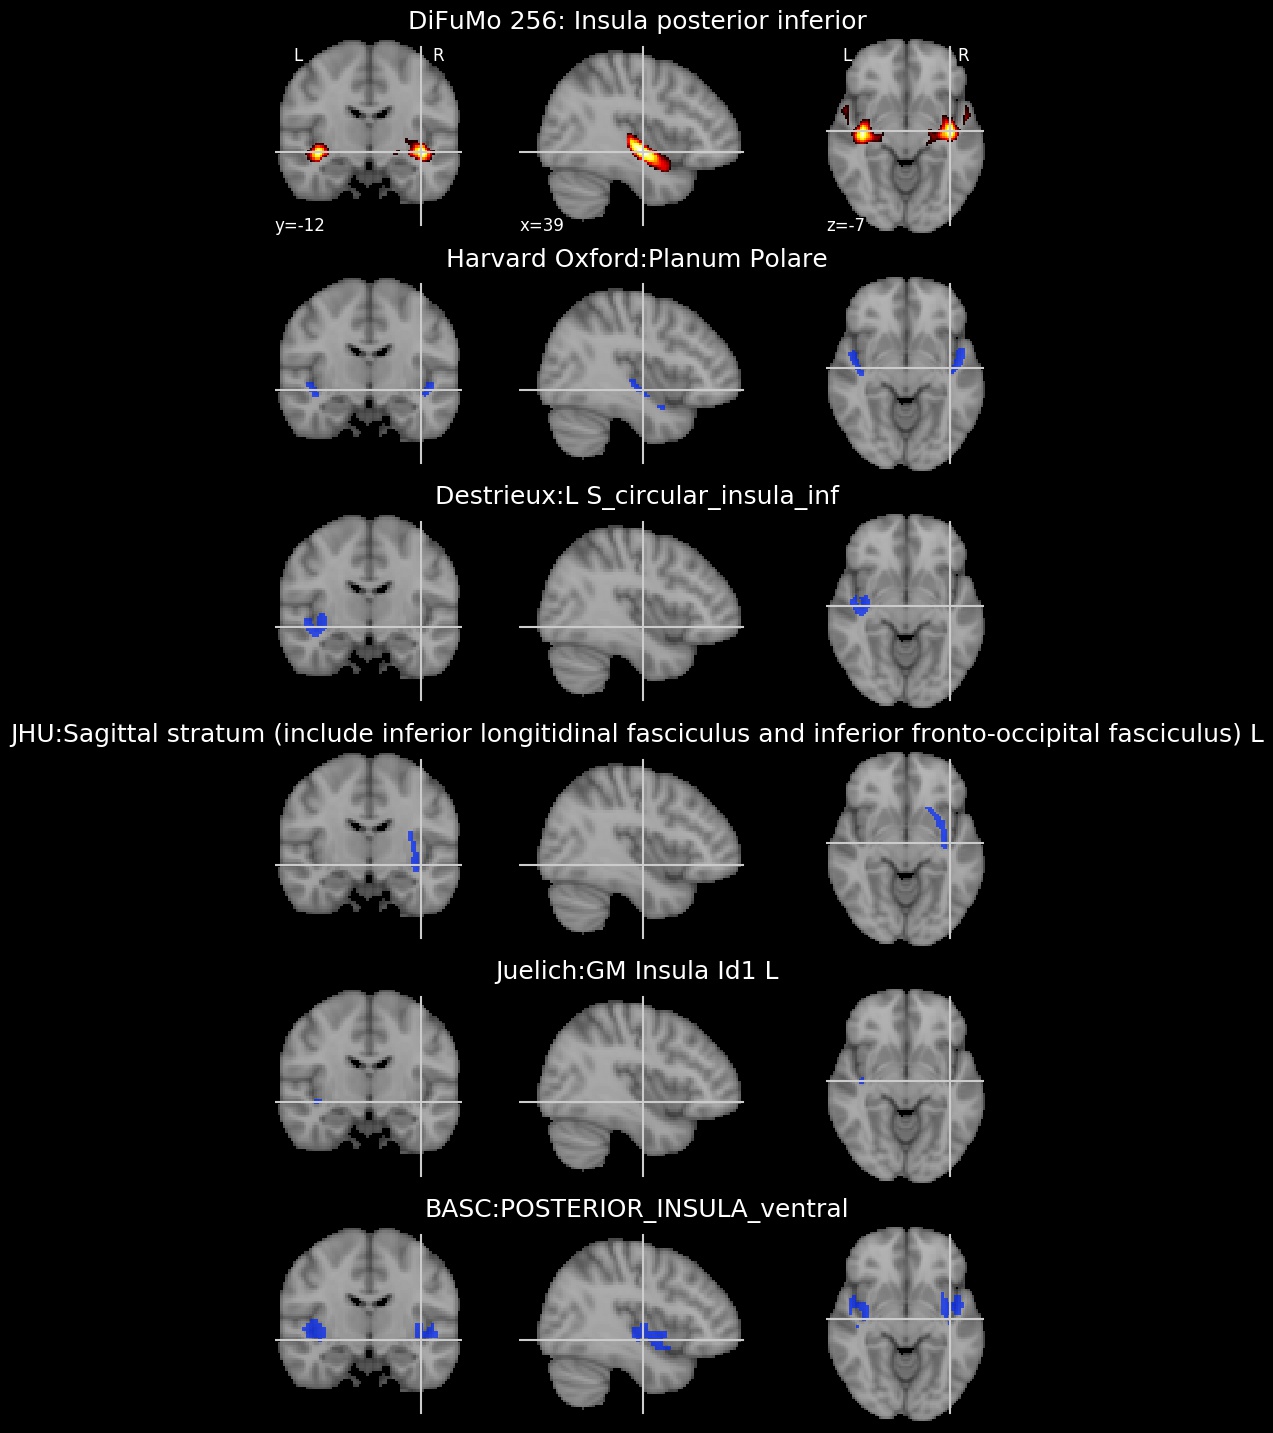 DiFuMo 256: Insula posterior inferior
L R L R
y=-12 x=39 z=-7
Harvard Oxford:Planum Polare
Destrieux:L S_circular_insula_inf
JHU:Sagittal stratum (include inferior longitidinal fasciculus and inferior fronto-occipital fasciculus) L
Juelich:GM Insula Id1 L
BASC:POSTERIOR_INSULA_ventral